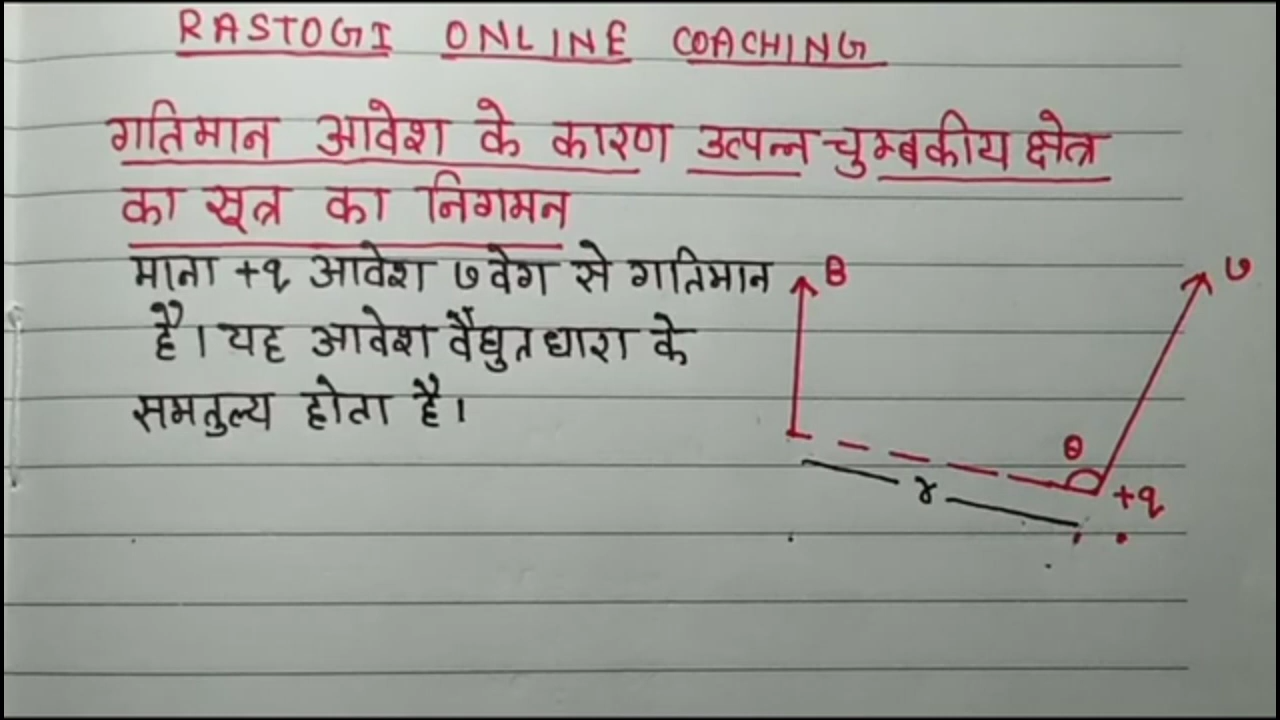 RASTOGI ONLINE COACHING
गतिमान आवेश के कारण उत्पन्न चुम्बकीय क्षेत्र
का सूत्र का निगमन
माना +q आवेश v वेग से गतिमान
है। यह आवेश वैधुत धारा के
समतुल्य होता है।
B
v
θ
r
+q